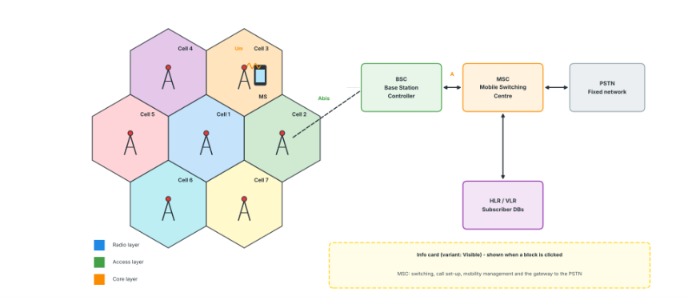 Cell 4
Um
Cell 3
MS
Cell 5
Cell 1
Cell 2
Cell 6
Cell 7
Abis
BSC
Base Station
Controller
A
MSC
Mobile Switching
Centre
PSTN
Fixed network
HLR / VLR
Subscriber DBs
Radio layer
Access layer
Core layer
Info card (variant: Visible) - shown when a block is clicked
MSC: switching, call set-up, mobility management and the gateway to the PSTN